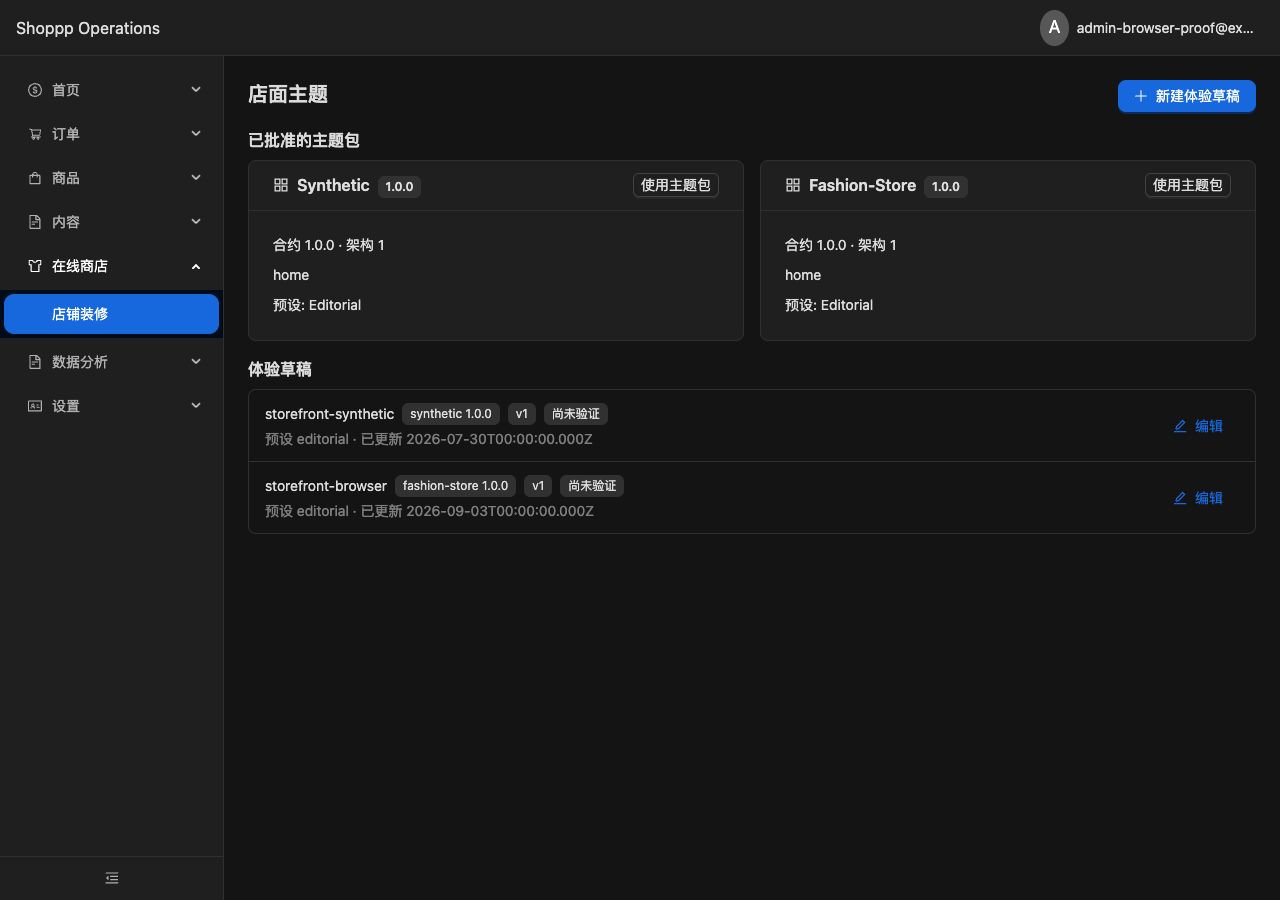 Shoppp Operations
A admin-browser-proof@ex...
首页
订单
商品
内容
在线商店
店铺装修
数据分析
设置
店面主题
新建体验草稿
已批准的主题包
Synthetic 1.0.0 使用主题包
合约 1.0.0 · 架构 1
home
预设: Editorial
Fashion-Store 1.0.0 使用主题包
合约 1.0.0 · 架构 1
home
预设: Editorial
体验草稿
storefront-synthetic synthetic 1.0.0 v1 尚未验证
预设 editorial · 已更新 2026-07-30T00:00:00.000Z
编辑
storefront-browser fashion-store 1.0.0 v1 尚未验证
预设 editorial · 已更新 2026-09-03T00:00:00.000Z
编辑